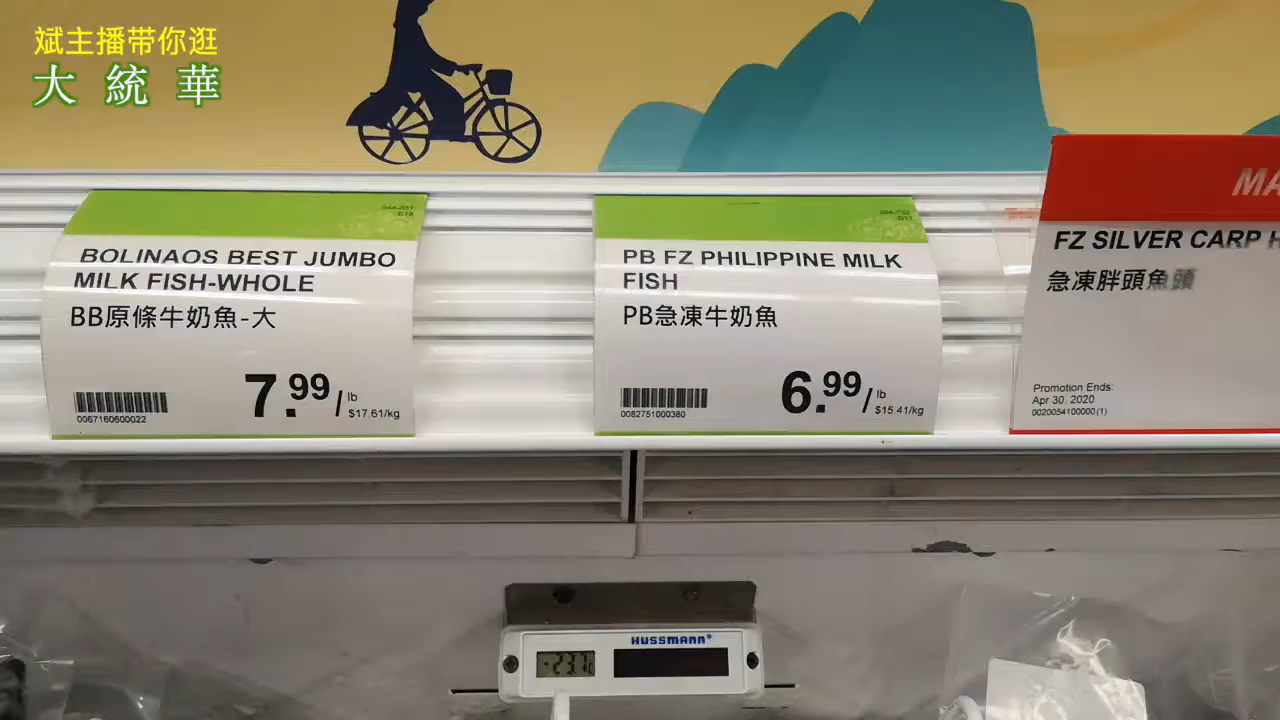 斌主播带你逛
大統華
BOLINAOS BEST JUMBO
MILK FISH-WHOLE
BB原條牛奶魚-大
7.99/lb
$17.61/kg
0067160600022
PB FZ PHILIPPINE MILK
FISH
PB急凍牛奶魚
6.99/lb
$15.41/kg
0082751000380
MA
FZ SILVER CARP H
急凍胖頭魚頭
Promotion Ends:
Apr 30, 2020
0020054100000(1)
HUSSMANN
-23.1c